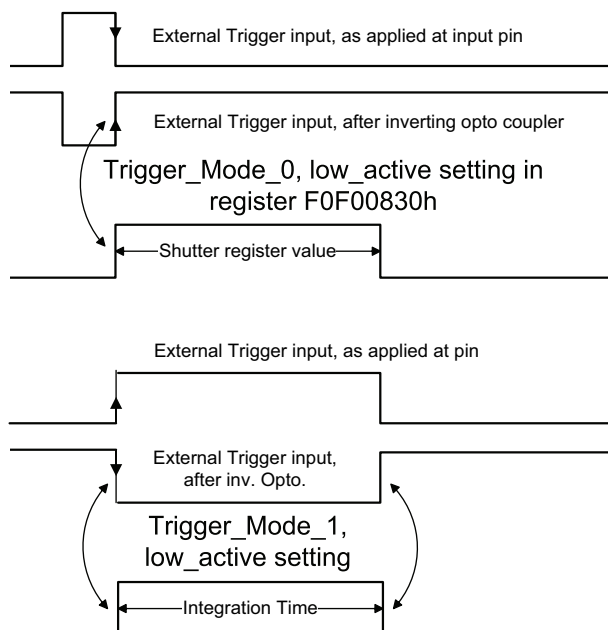 External Trigger input, as applied at input pin
External Trigger input, after inverting opto coupler
Trigger_Mode_0, low_active setting in
register F0F00830h
Shutter register value
External Trigger input, as applied at pin
External Trigger input,
after inv. Opto.
Trigger_Mode_1,
low_active setting
Integration Time